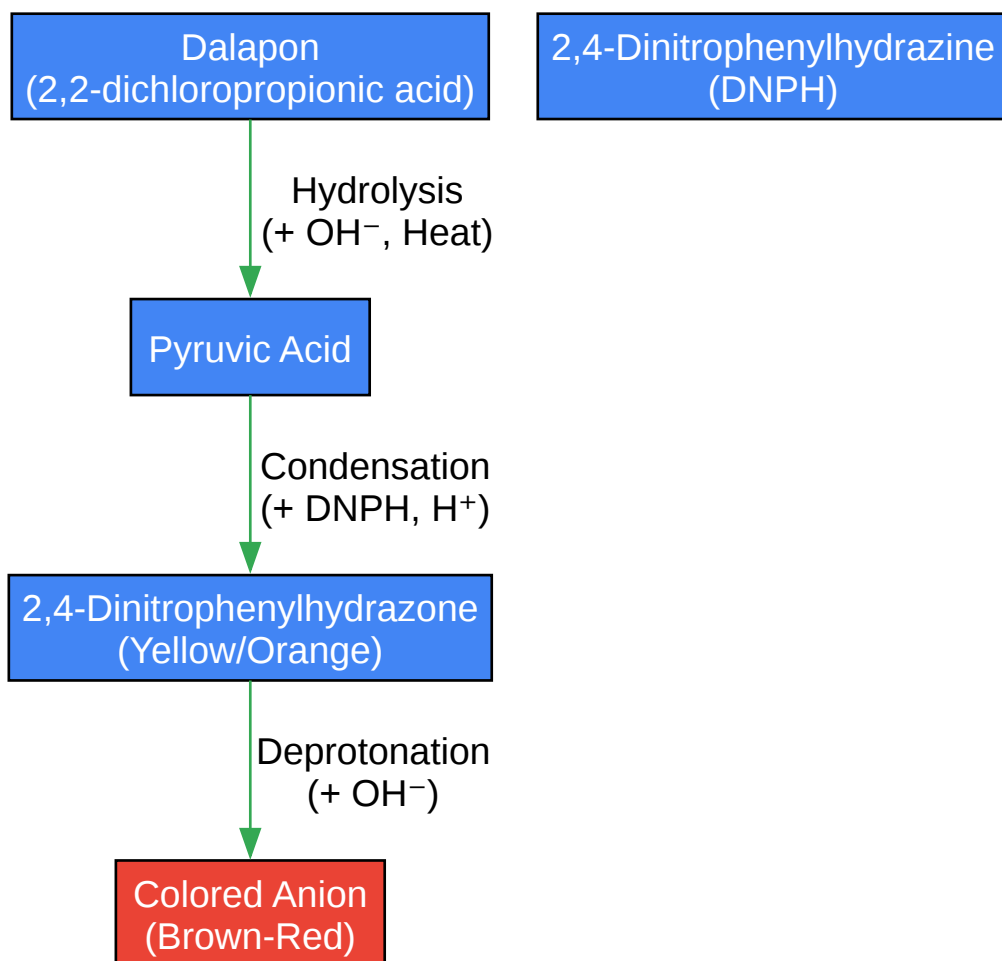 Dalapon
(2,2-dichloropropionic acid)
2,4-Dinitrophenylhydrazine
(DNPH)
Hydrolysis
(+ OH⁻, Heat)
Pyruvic Acid
Condensation
(+ DNPH, H⁺)
2,4-Dinitrophenylhydrazone
(Yellow/Orange)
Deprotonation
(+ OH⁻)
Colored Anion
(Brown-Red)